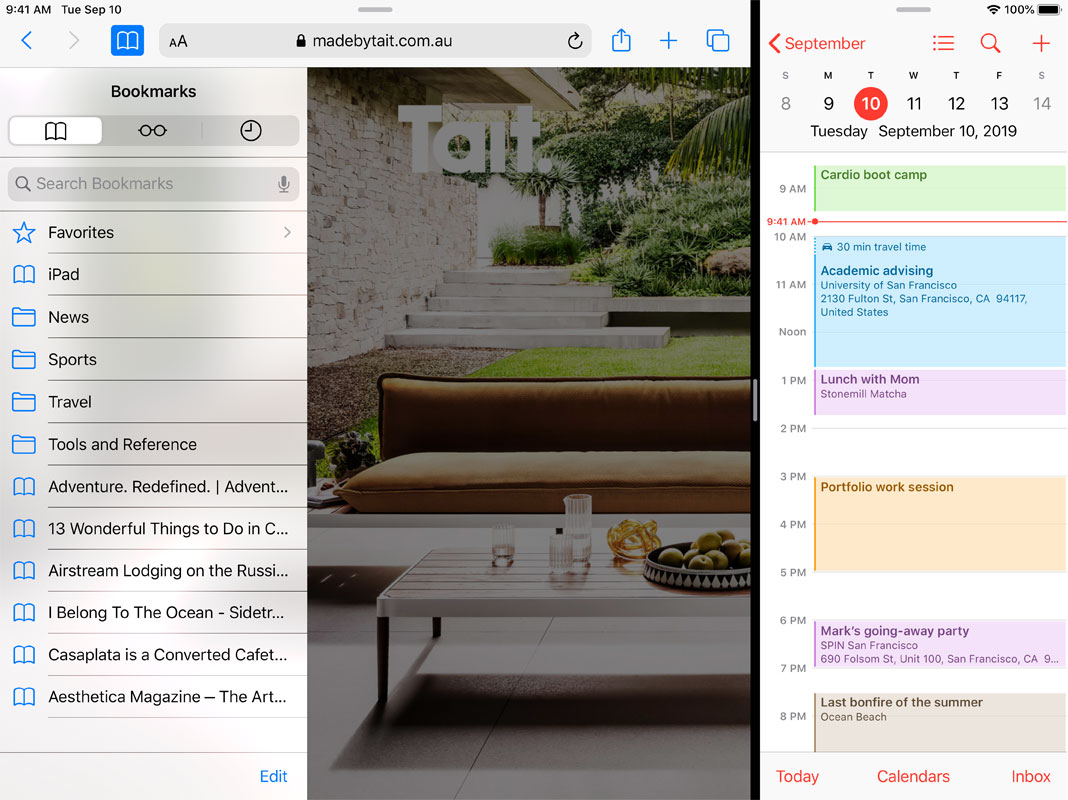 9:41 AM Tue Sep 10
AA madebytait.com.au
Bookmarks
Search Bookmarks
Favorites
iPad
News
Sports
Travel
Tools and Reference
Adventure. Redefined. | Advent...
13 Wonderful Things to Do in C...
Airstream Lodging on the Russi...
I Belong To The Ocean - Sidetr...
Casaplata is a Converted Cafet...
Aesthetica Magazine – The Art...
Edit
Tait.
100%
September
S M T W T F S
8 9 10 11 12 13 14
Tuesday September 10, 2019
Cardio boot camp
9 AM
9:41 AM
10 AM
30 min travel time
Academic advising
11 AM
University of San Francisco
2130 Fulton St, San Francisco, CA 94117,
United States
Noon
1 PM
Lunch with Mom
Stonemill Matcha
2 PM
3 PM
Portfolio work session
4 PM
5 PM
6 PM
Mark’s going-away party
SPIN San Francisco
690 Folsom St, Unit 100, San Francisco, CA 9...
7 PM
Last bonfire of the summer
8 PM
Ocean Beach
Today Calendars Inbox